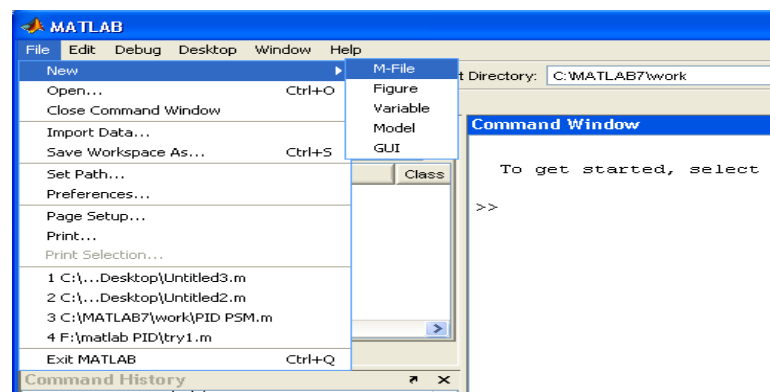 MATLAB
File Edit Debug Desktop Window Help
New
M-File
Figure
Variable
Model
GUI
t Directory: C:\MATLAB7\work
Open... Ctrl+O
Close Command Window
Import Data...
Save Workspace As... Ctrl+S
Set Path...
Preferences...
Page Setup...
Print...
Print Selection...
1 C:\...Desktop\Untitled3.m
2 C:\...Desktop\Untitled2.m
3 C:\MATLAB7\work\PID PSM.m
4 F:\matlab PID\try1.m
Exit MATLAB Ctrl+Q
Class
Command Window
To get started, select
>>
Command History